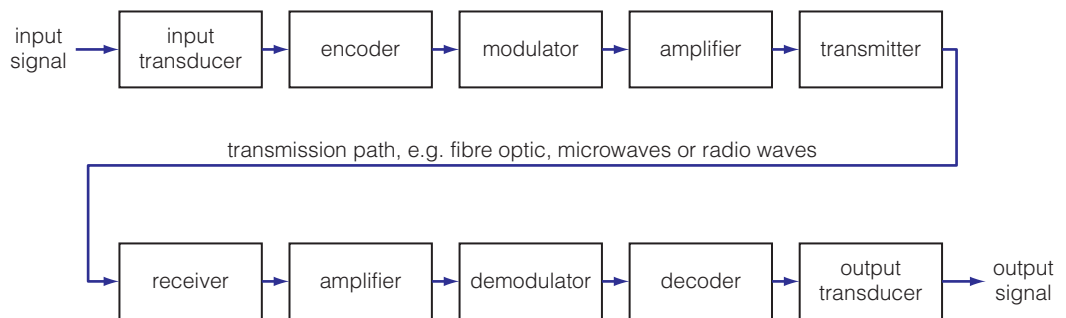 input
signal
input
transducer
encoder
modulator
amplifier
transmitter
transmission path, e.g. fibre optic, microwaves or radio waves
receiver
amplifier
demodulator
decoder
output
transducer
output
signal